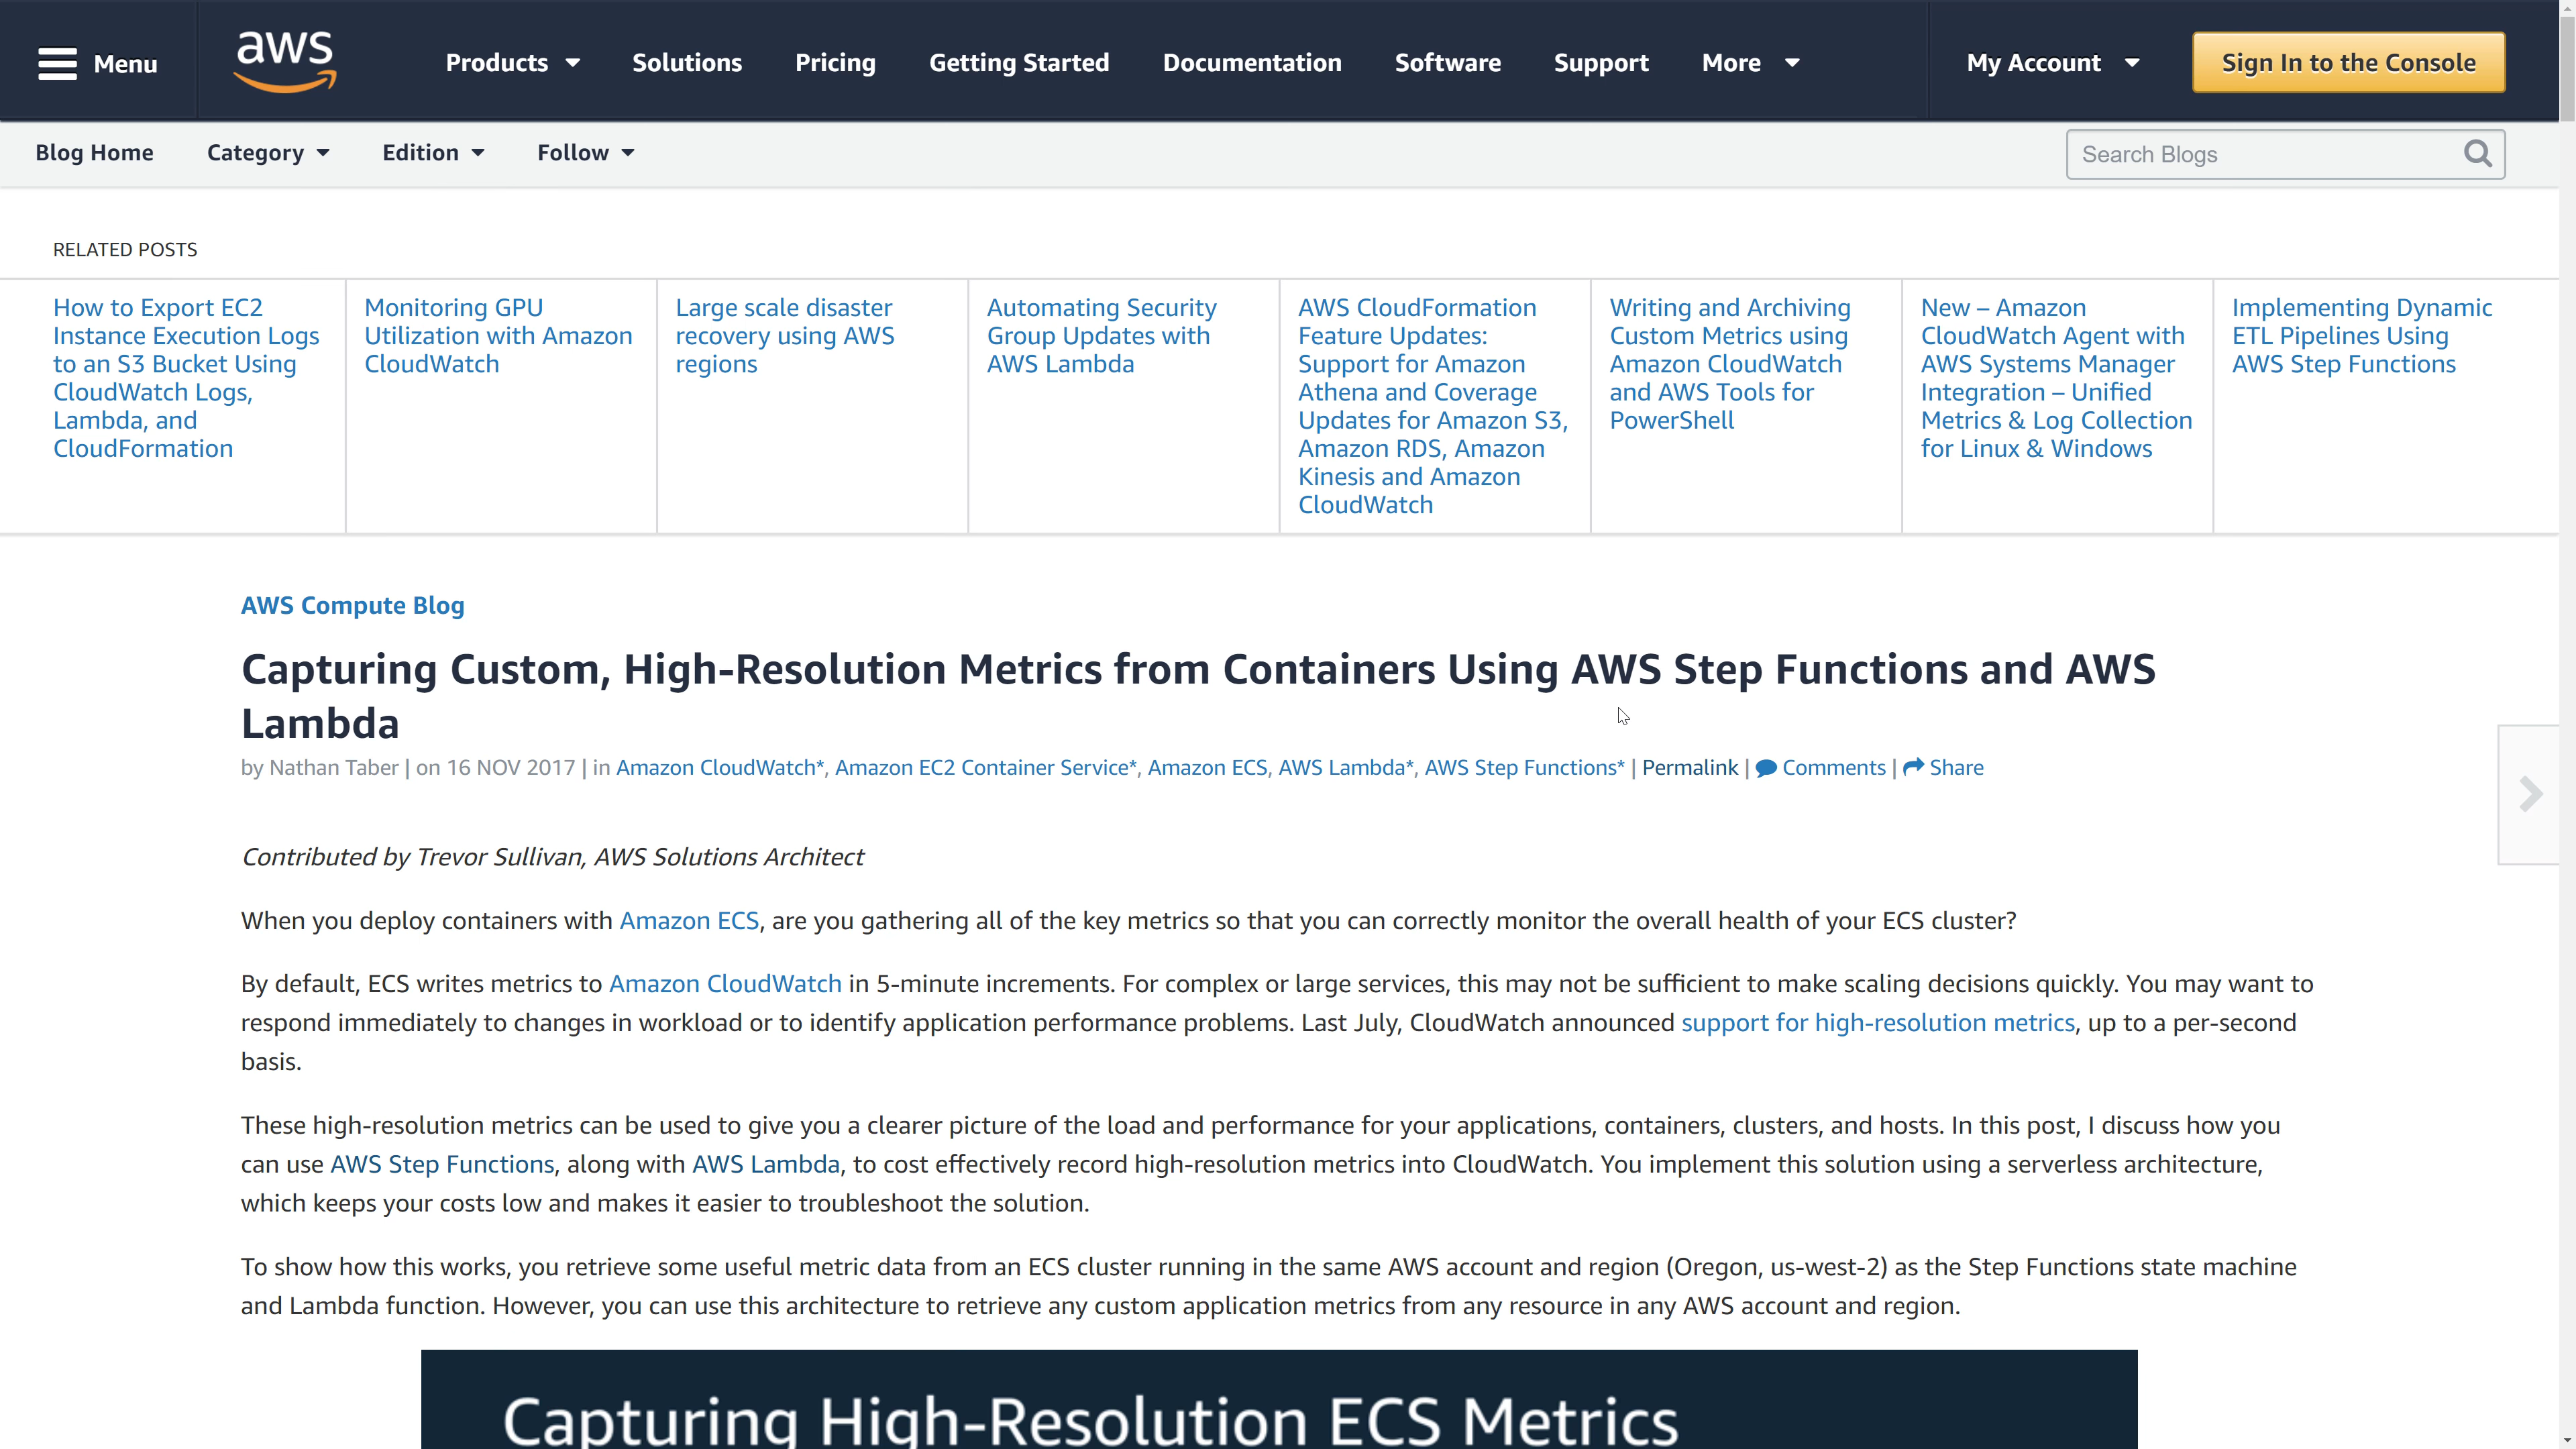 Menu
aws
Products
Solutions
Pricing
Getting Started
Documentation
Software
Support
More
My Account
Sign In to the Console
Blog Home
Category
Edition
Follow
Search Blogs
RELATED POSTS
How to Export EC2
Instance Execution Logs
to an S3 Bucket Using
CloudWatch Logs,
Lambda, and
CloudFormation
Monitoring GPU
Utilization with Amazon
CloudWatch
Large scale disaster
recovery using AWS
regions
Automating Security
Group Updates with
AWS Lambda
AWS CloudFormation
Feature Updates:
Support for Amazon
Athena and Coverage
Updates for Amazon S3,
Amazon RDS, Amazon
Kinesis and Amazon
CloudWatch
Writing and Archiving
Custom Metrics using
Amazon CloudWatch
and AWS Tools for
PowerShell
New – Amazon
CloudWatch Agent with
AWS Systems Manager
Integration – Unified
Metrics & Log Collection
for Linux & Windows
Implementing Dynamic
ETL Pipelines Using
AWS Step Functions
AWS Compute Blog
Capturing Custom, High-Resolution Metrics from Containers Using AWS Step Functions and AWS
Lambda
by Nathan Taber | on 16 NOV 2017 | in Amazon CloudWatch*, Amazon EC2 Container Service*, Amazon ECS, AWS Lambda*, AWS Step Functions* | Permalink | Comments | Share
Contributed by Trevor Sullivan, AWS Solutions Architect
When you deploy containers with Amazon ECS, are you gathering all of the key metrics so that you can correctly monitor the overall health of your ECS cluster?
By default, ECS writes metrics to Amazon CloudWatch in 5-minute increments. For complex or large services, this may not be sufficient to make scaling decisions quickly. You may want to
respond immediately to changes in workload or to identify application performance problems. Last July, CloudWatch announced support for high-resolution metrics, up to a per-second
basis.
These high-resolution metrics can be used to give you a clearer picture of the load and performance for your applications, containers, clusters, and hosts. In this post, I discuss how you
can use AWS Step Functions, along with AWS Lambda, to cost effectively record high-resolution metrics into CloudWatch. You implement this solution using a serverless architecture,
which keeps your costs low and makes it easier to troubleshoot the solution.
To show how this works, you retrieve some useful metric data from an ECS cluster running in the same AWS account and region (Oregon, us-west-2) as the Step Functions state machine
and Lambda function. However, you can use this architecture to retrieve any custom application metrics from any resource in any AWS account and region.
Capturing High-Resolution ECS Metrics